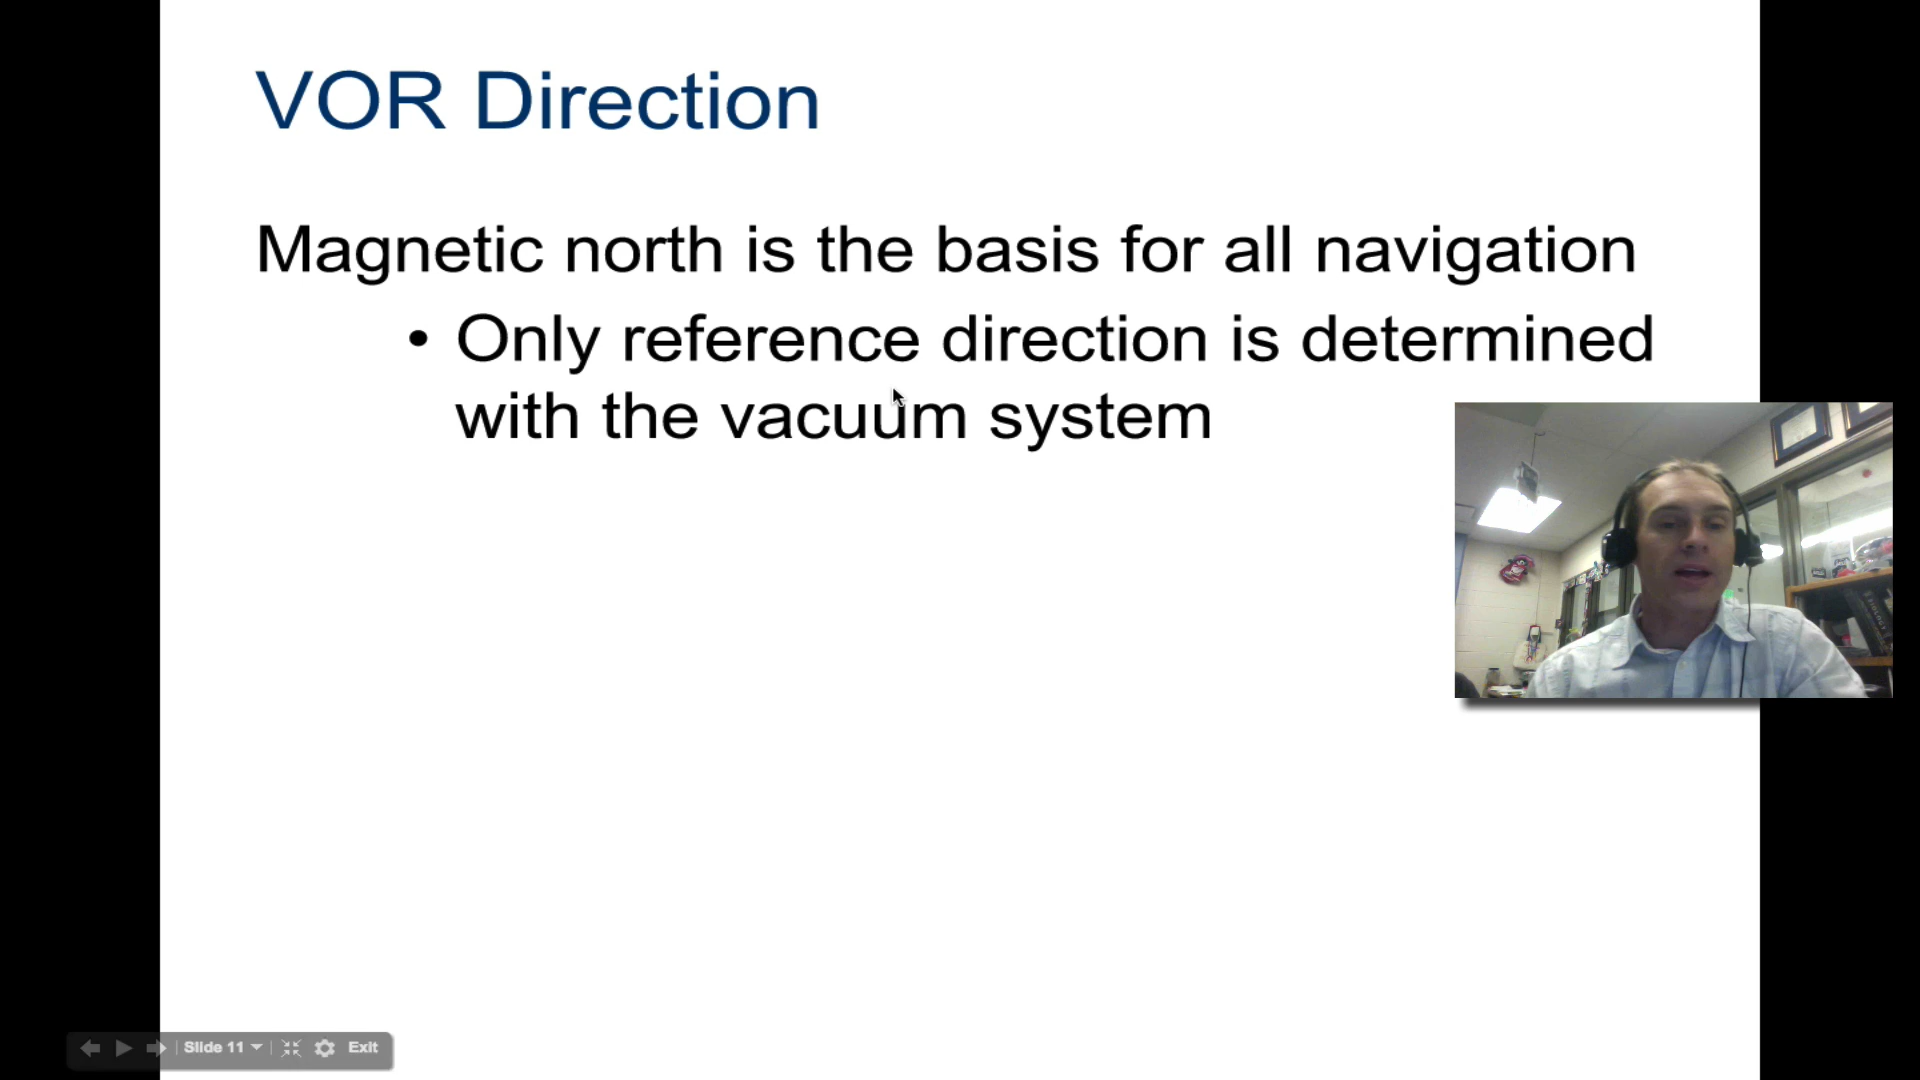 VOR Direction
Magnetic north is the basis for all navigation
• Only reference direction is determined
with the vacuum system
Slide 11
Exit